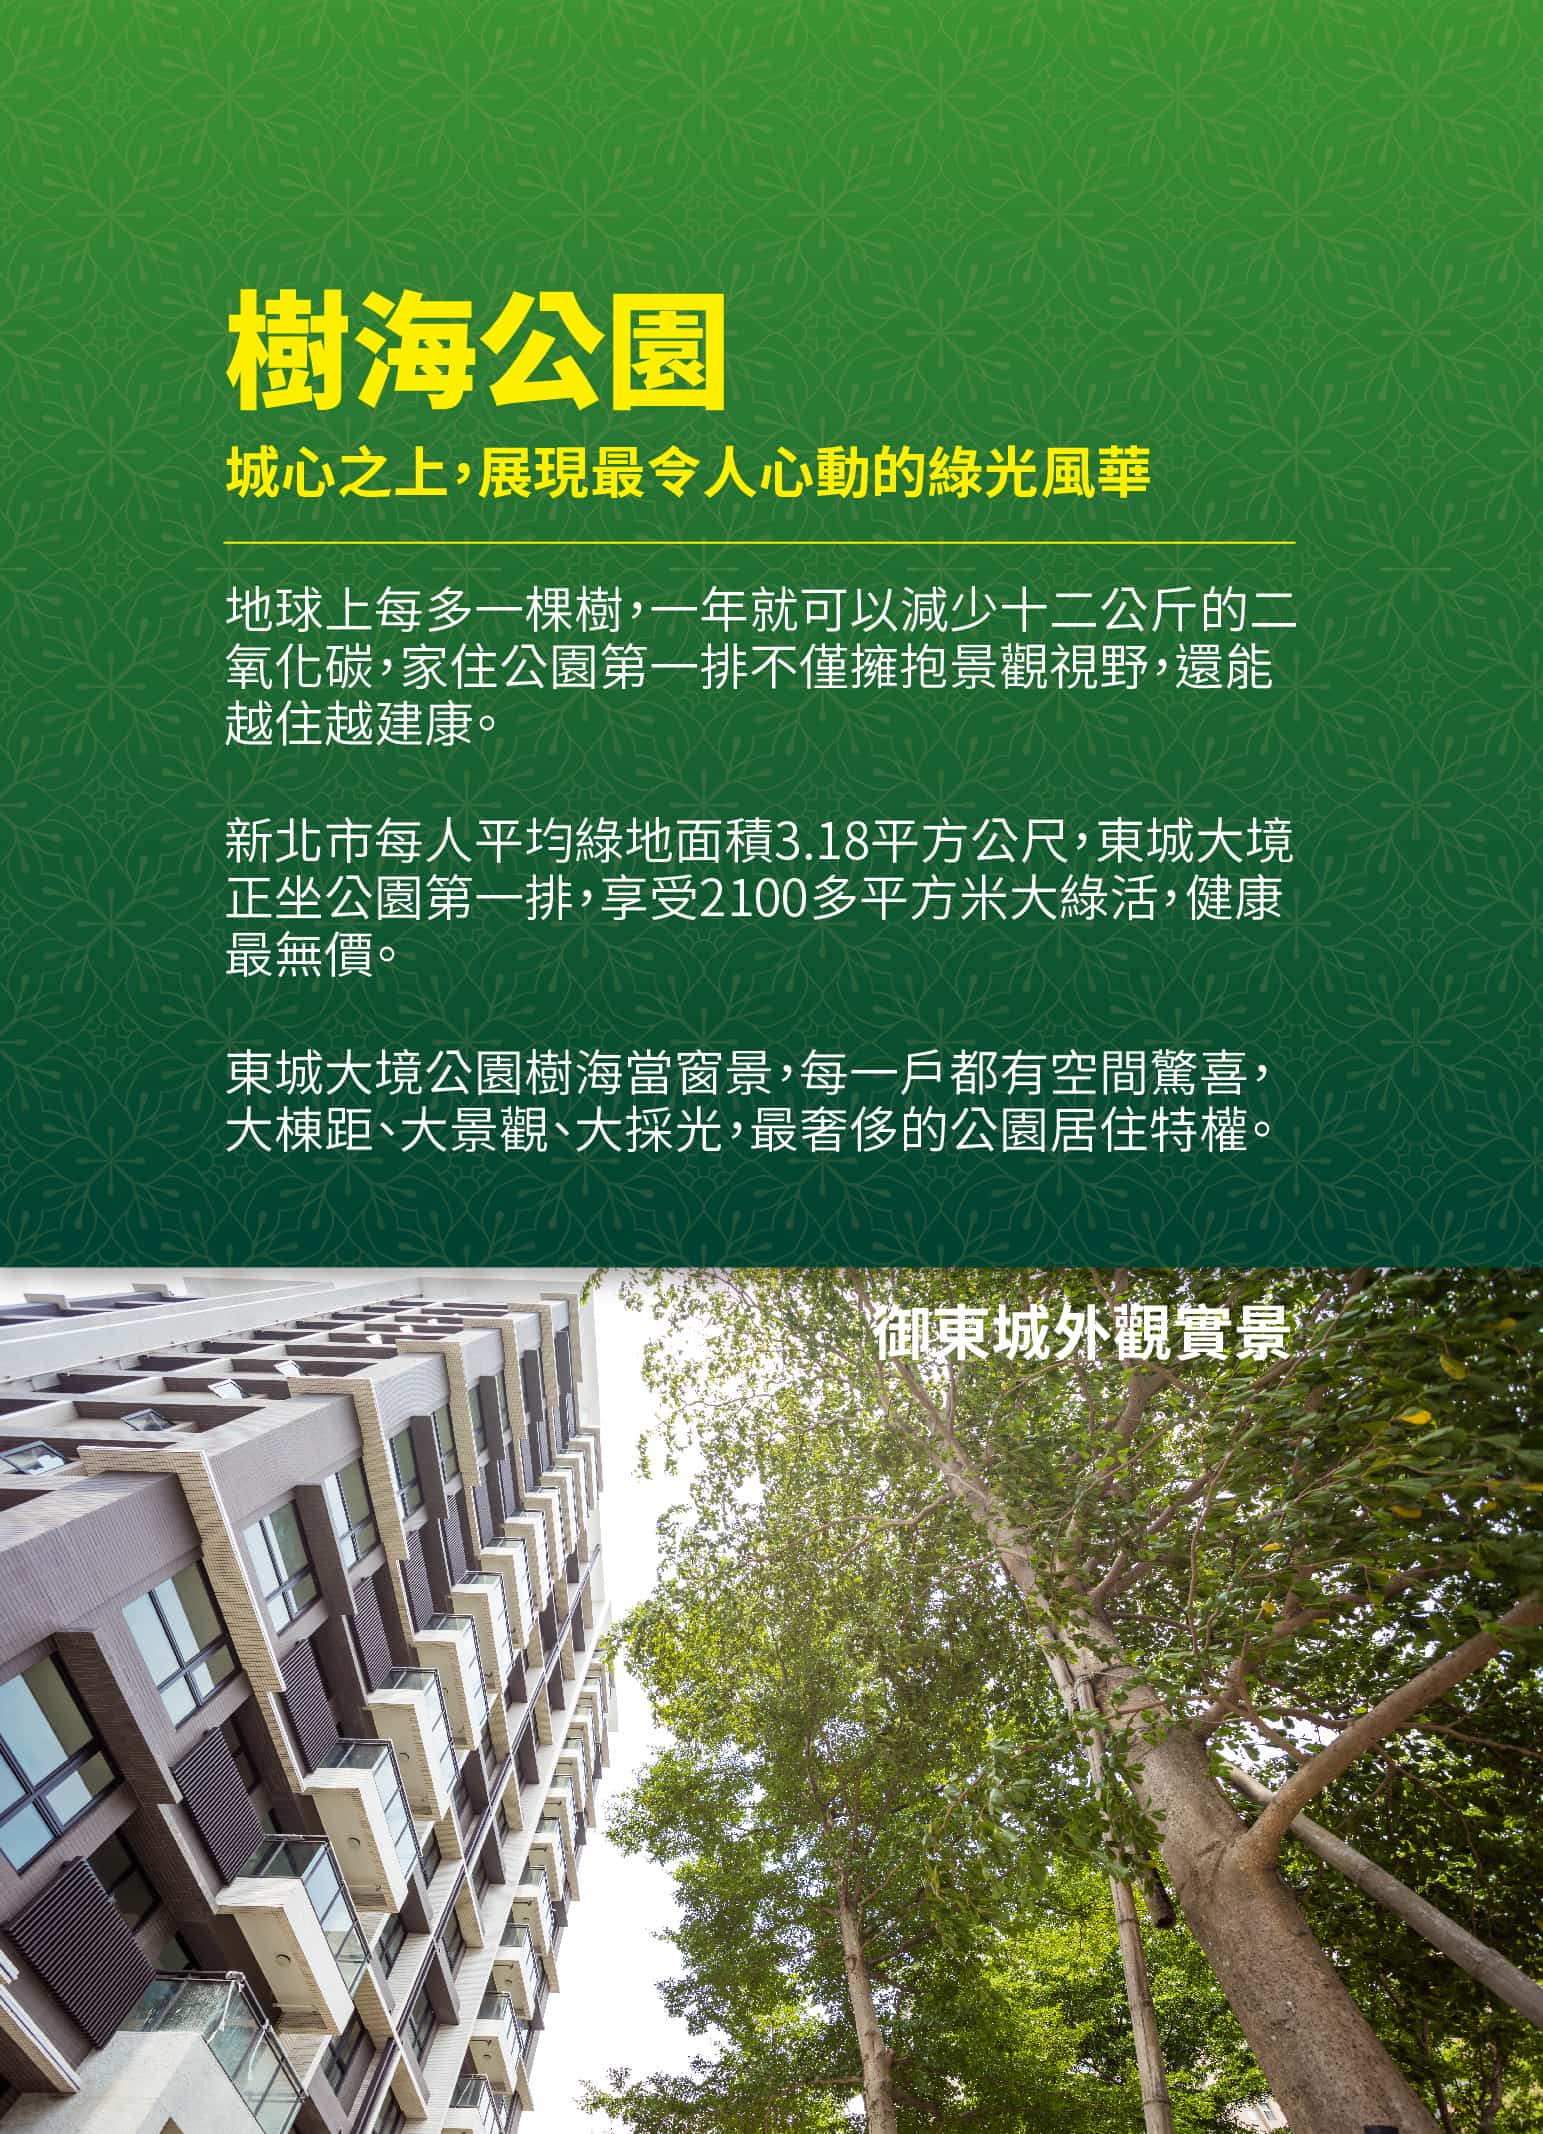 樹海公園
城心之上，展現最令人心動的綠光風華
地球上每多一棵樹，一年就可以減少十二公斤的二
氧化碳，家住公園第一排不僅擁抱景觀視野，還能
越住越建康。
新北市每人平均綠地面積3.18平方公尺，東城大境
正坐公園第一排，享受2100多平方米大綠活，健康
最無價。
東城大境公園樹海當窗景，每一戶都有空間驚喜，
大棟距、大景觀、大採光，最奢侈的公園居住特權。
御東城外觀實景